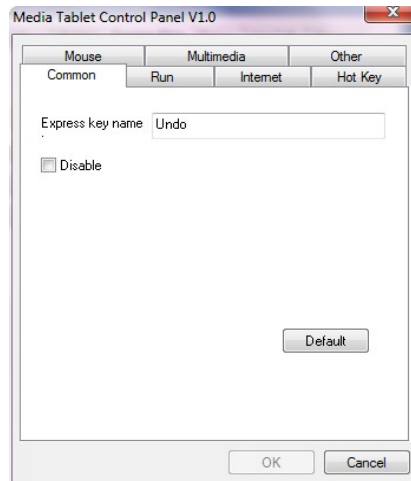 Media Tablet Control Panel V1.0
Mouse Multimedia Other
Common Run Internet Hot Key
Express key name Undo
:
Disable
Default
OK Cancel